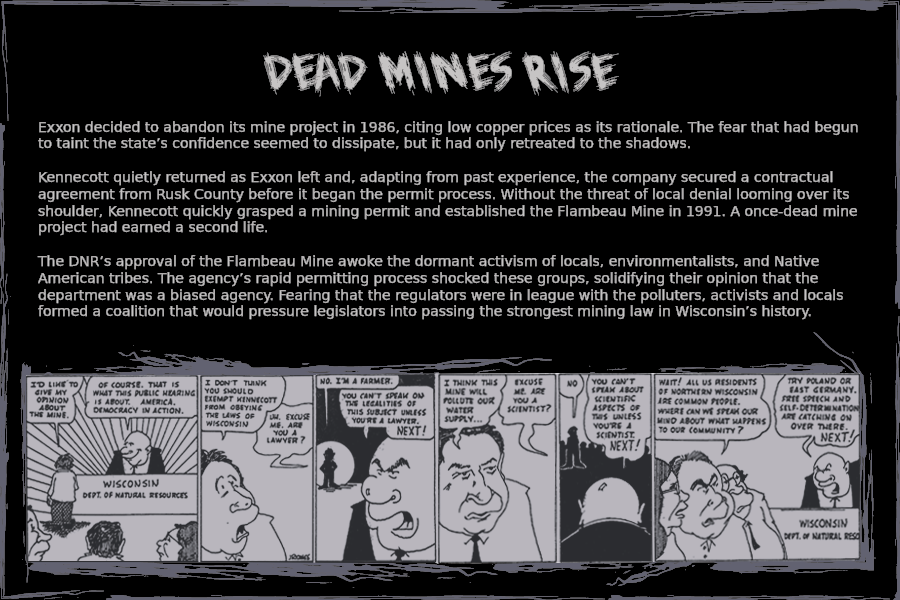 DEAD MINES RISE
Exxon decided to abandon its mine project in 1986, citing low copper prices as its rationale. The fear that had begun
to taint the state's confidence seemed to dissipate, but it had only retreated to the shadows.
Kennecott quietly returned as Exxon left and, adapting from past experience, the company secured a contractual
agreement from Rusk County before it began the permit process. Without the threat of local denial looming over its
shoulder, Kennecott quickly grasped a mining permit and established the Flambeau Mine in 1991. A once-dead mine
project had earned a second life.
The DNR's approval of the Flambeau Mine awoke the dormant activism of locals, environmentalists, and Native
American tribes. The agency's rapid permitting process shocked these groups, solidifying their opinion that the
department was a biased agency. Fearing that the regulators were in league with the polluters, activists and locals
formed a coalition that would pressure legislators into passing the strongest mining law in Wisconsin's history.
I'D LIKE TO
GIVE MY
OPINION
ABOUT
THE MINE.
OF COURSE. THAT IS
WHAT THIS PUBLIC HEARING
IS ABOUT. AMERICA.
DEMOCRACY IN ACTION.
WISCONSIN
DEPT. OF NATURAL RESOURCES
I DON'T THINK
YOU SHOULD
EXEMPT KENNECOTT
FROM OBEYING
THE LAWS OF
WISCONSIN
UH, EXCUSE
ME. ARE
YOU A
LAWYER?
NO. I'M A FARMER.
YOU CAN'T SPEAK ON
THE LEGALITIES OF
THIS SUBJECT UNLESS
YOU'RE A LAWYER.
NEXT!
I THINK THIS
MINE WILL
POLLUTE OUR
WATER
SUPPLY...
EXCUSE
ME. ARE
YOU A
SCIENTIST?
NO
YOU CAN'T
SPEAK ABOUT
SCIENTIFIC
ASPECTS OF
THIS UNLESS
YOU'RE A
SCIENTIST.
NEXT!
WAIT! ALL US RESIDENTS
OF NORTHERN WISCONSIN
ARE COMMON PEOPLE.
WHERE CAN WE SPEAK OUR
MIND ABOUT WHAT HAPPENS
TO OUR COMMUNITY?
TRY POLAND OR
EAST GERMANY.
FREE SPEECH AND
SELF-DETERMINATION
ARE CATCHING ON
OVER THERE.
NEXT!
WISCONSIN
DEPT. OF NATURAL RESO